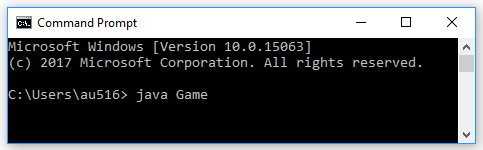 Command Prompt
Microsoft Windows [Version 10.0.15063]
(c) 2017 Microsoft Corporation. All rights reserved.
C:\Users\au516> java Game